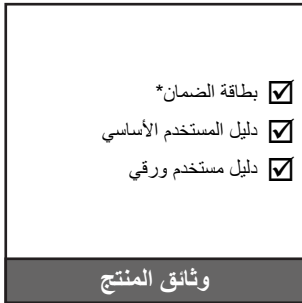 بطاقة الضمان*
دليل المستخدم الأساسي
دليل مستخدم ورقي
وثائق المنتج